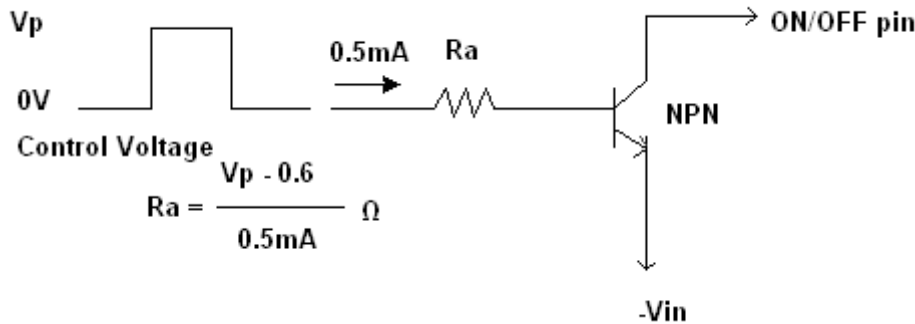 Vp
ON/OFF pin
0.5mA
Ra
0V
NPN
Control Voltage
Vp - 0.6
Ra =
Ω
0.5mA
-Vin